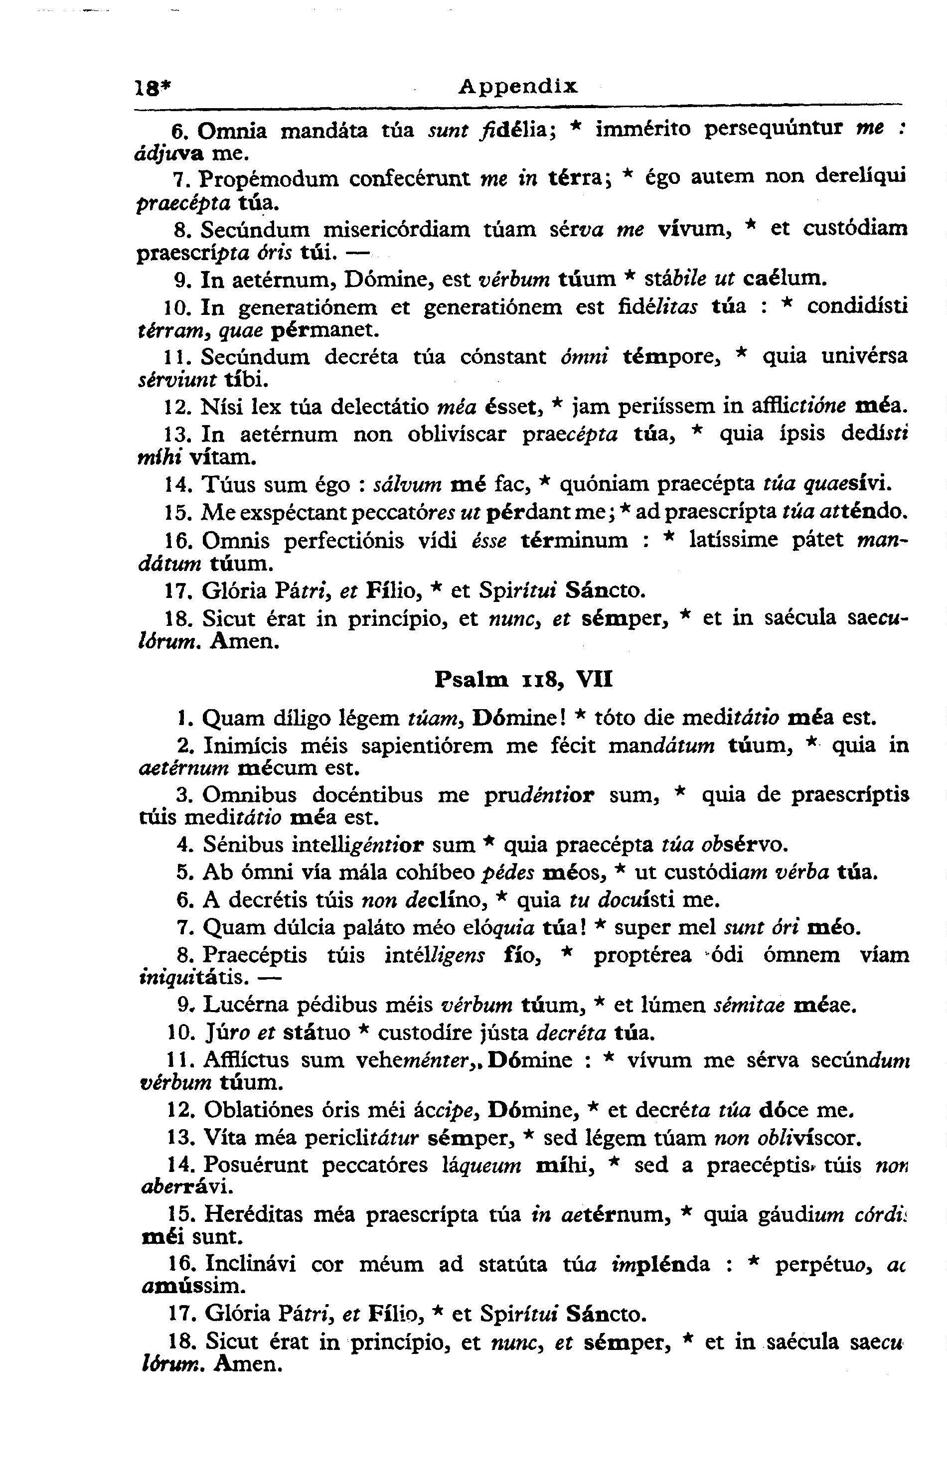 18* Appendix
6. Omnia mandáta túa sunt fidélia; * immérito persequúntur me :
ádjuva me.
7. Propémodum confecérunt me in térra; * égo autem non derelíqui
praecépta túa.
8. Secúndum misericórdiam túam sérva me vívum, * et custódiam
praescrípta óris túi. —
9. In aetérnum, Dómine, est vérbum túum * stábile ut caélum.
10. In generatiónem et generatiónem est fidélitas túa : * condidísti
térram, quae pérmanet.
11. Secúndum decréta túa cónstant ómni témpore, * quia univérsa
sérviunt tíbi.
12. Nísi lex túa delectátio méa ésset, * jam periíssem in afflictióne méa.
13. In aetérnum non oblivíscar praecépta túa, * quia ípsis dedísti
míhi vítam.
14. Túus sum égo : sálvum mé fac, * quóniam praecépta túa quaesívi.
15. Me exspéctant peccatóres ut pérdant me; * ad praescrípta túa atténdo.
16. Omnis perfectiónis vídi ésse términum : * latíssime pátet man-
dátum túum.
17. Glória Pátri, et Fílio, * et Spirítui Sáncto.
18. Sicut érat in princípio, et nunc, et sémper, * et in saécula saecu-
lórum. Amen.
Psalm 118, VII
1. Quam díligo légem túam, Dómine! * tóto die meditátio méa est.
2. Inimícis méis sapientiórem me fécit mandátum túum, * quia in
aetérnum mécum est.
3. Omnibus docéntibus me prudéntior sum, * quia de praescríptis
túis meditátio méa est.
4. Sénibus intelligéntior sum * quia praecépta túa obsérvo.
5. Ab ómni vía mála cohíbeo pédes méos, * ut custódiam vérba túa.
6. A decrétis túis non declíno, * quia tu docuísti me.
7. Quam dúlcia paláto méo elóquia túa! * super mel sunt óri méo.
8. Praecéptis túis intélligens fío, * proptérea ódi ómnem víam
iniquitátis. —
9. Lucérna pédibus méis vérbum túum, * et lúmen sémitae méae.
10. Júro et státuo * custodíre jústa decréta túa.
11. Afflíctus sum veheménter, Dómine : * vívum me sérva secúndum
vérbum túum.
12. Oblatiónes óris méi áccipe, Dómine, * et decréta túa dóce me.
13. Víta méa periclitátur sémper, * sed légem túam non oblivíscor.
14. Posuérunt peccatóres láqueum míhi, * sed a praecéptis túis non
aberrávi.
15. Heréditas méa praescrípta túa in aetérnum, * quia gáudium córdis
méi sunt.
16. Inclinávi cor méum ad statúta túa implénda : * perpétuo, ac
amússim.
17. Glória Pátri, et Fílio, * et Spirítui Sáncto.
18. Sicut érat in princípio, et nunc, et sémper, * et in saécula saecu
lórum. Amen.